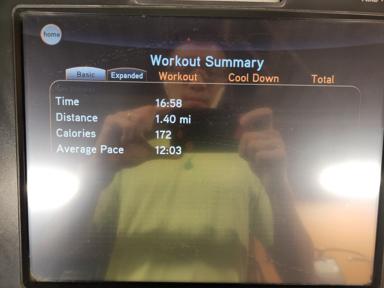 home
Workout Summary
Basic Expanded Workout Cool Down Total
Time 16:58
Distance 1.40 mi
Calories 172
Average Pace 12:03